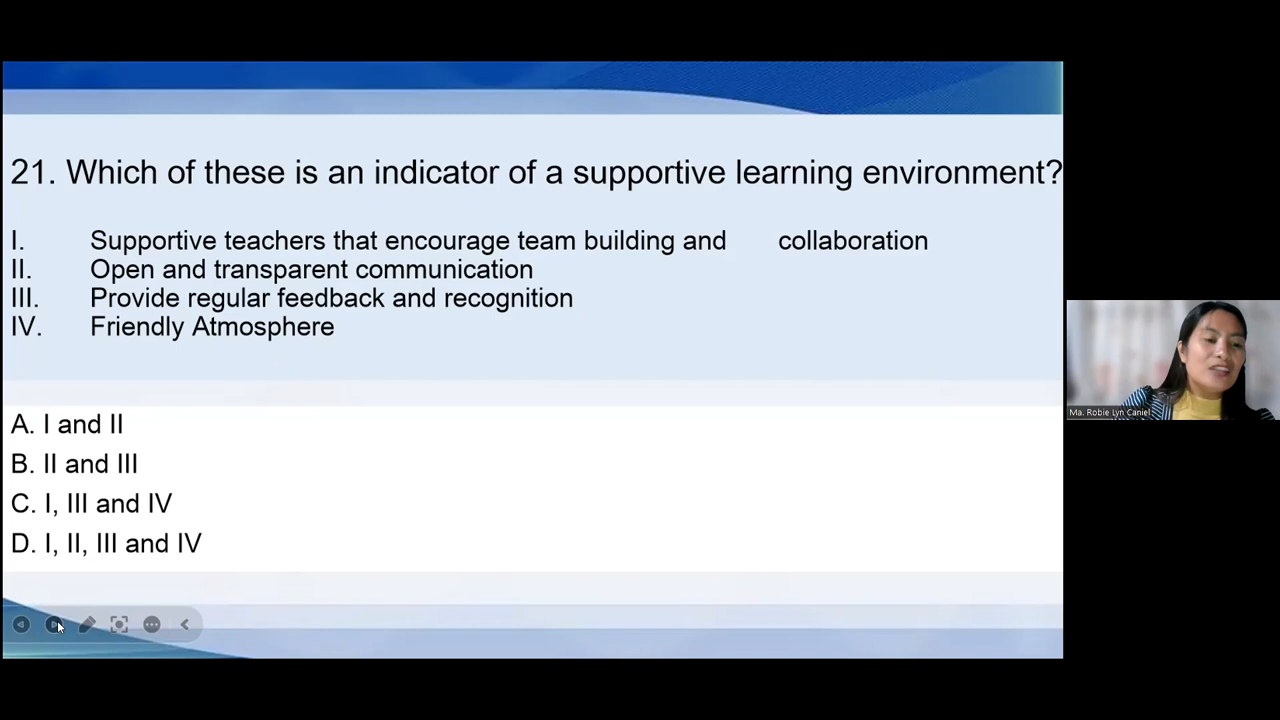 21. Which of these is an indicator of a supportive learning environment?
I. Supportive teachers that encourage team building and collaboration
II. Open and transparent communication
III. Provide regular feedback and recognition
IV. Friendly Atmosphere
A. I and II
B. II and III
C. I, III and IV
D. I, II, III and IV
Ma. Robie Lyn Caniel